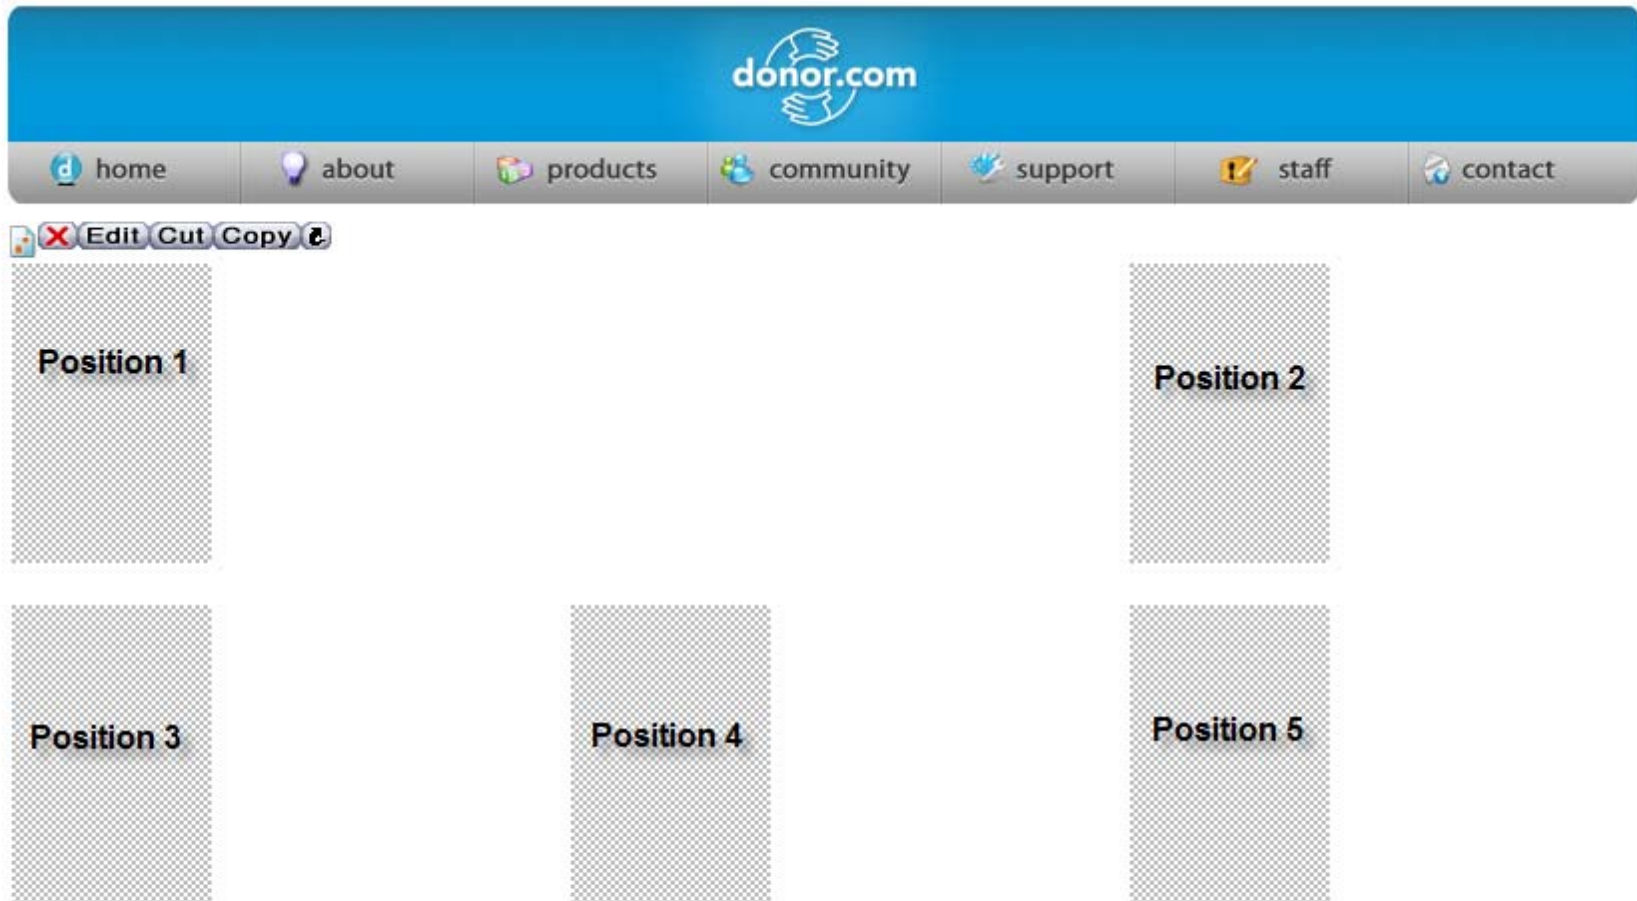 donor.com
home about products community support staff contact
Edit Cut Copy
Position 1
Position 2
Position 3
Position 4
Position 5